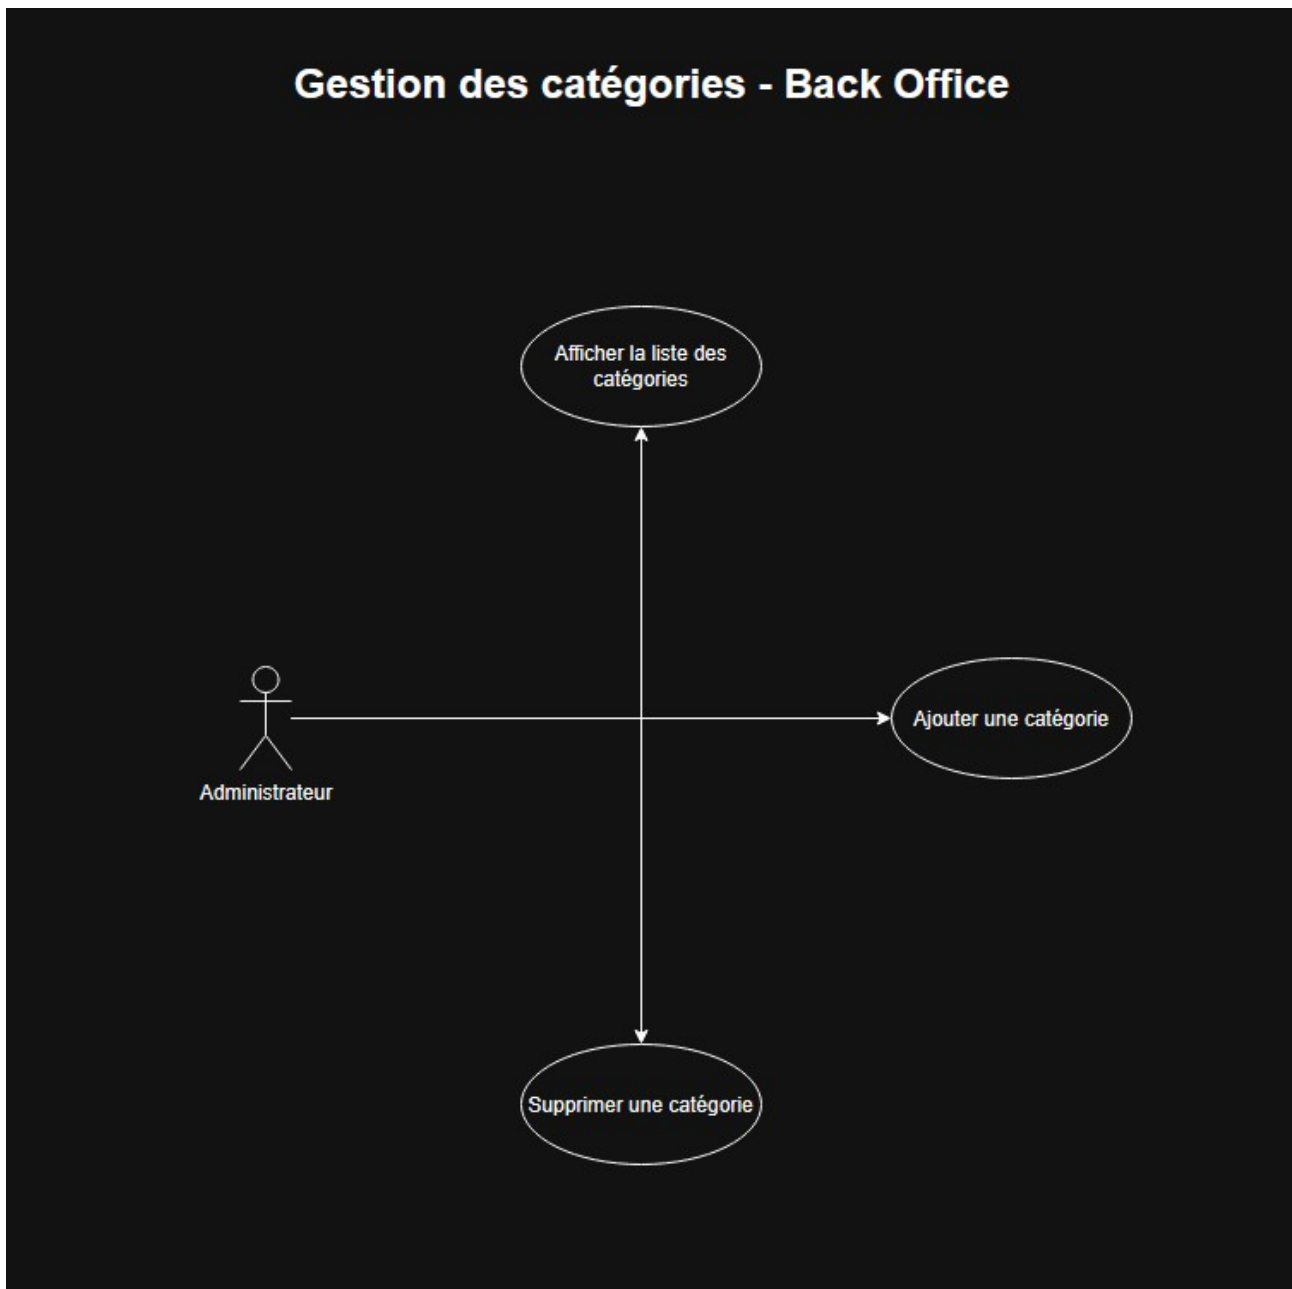 Gestion des catégories - Back Office
Afficher la liste des
catégories
Ajouter une catégorie
Administrateur
Supprimer une catégorie